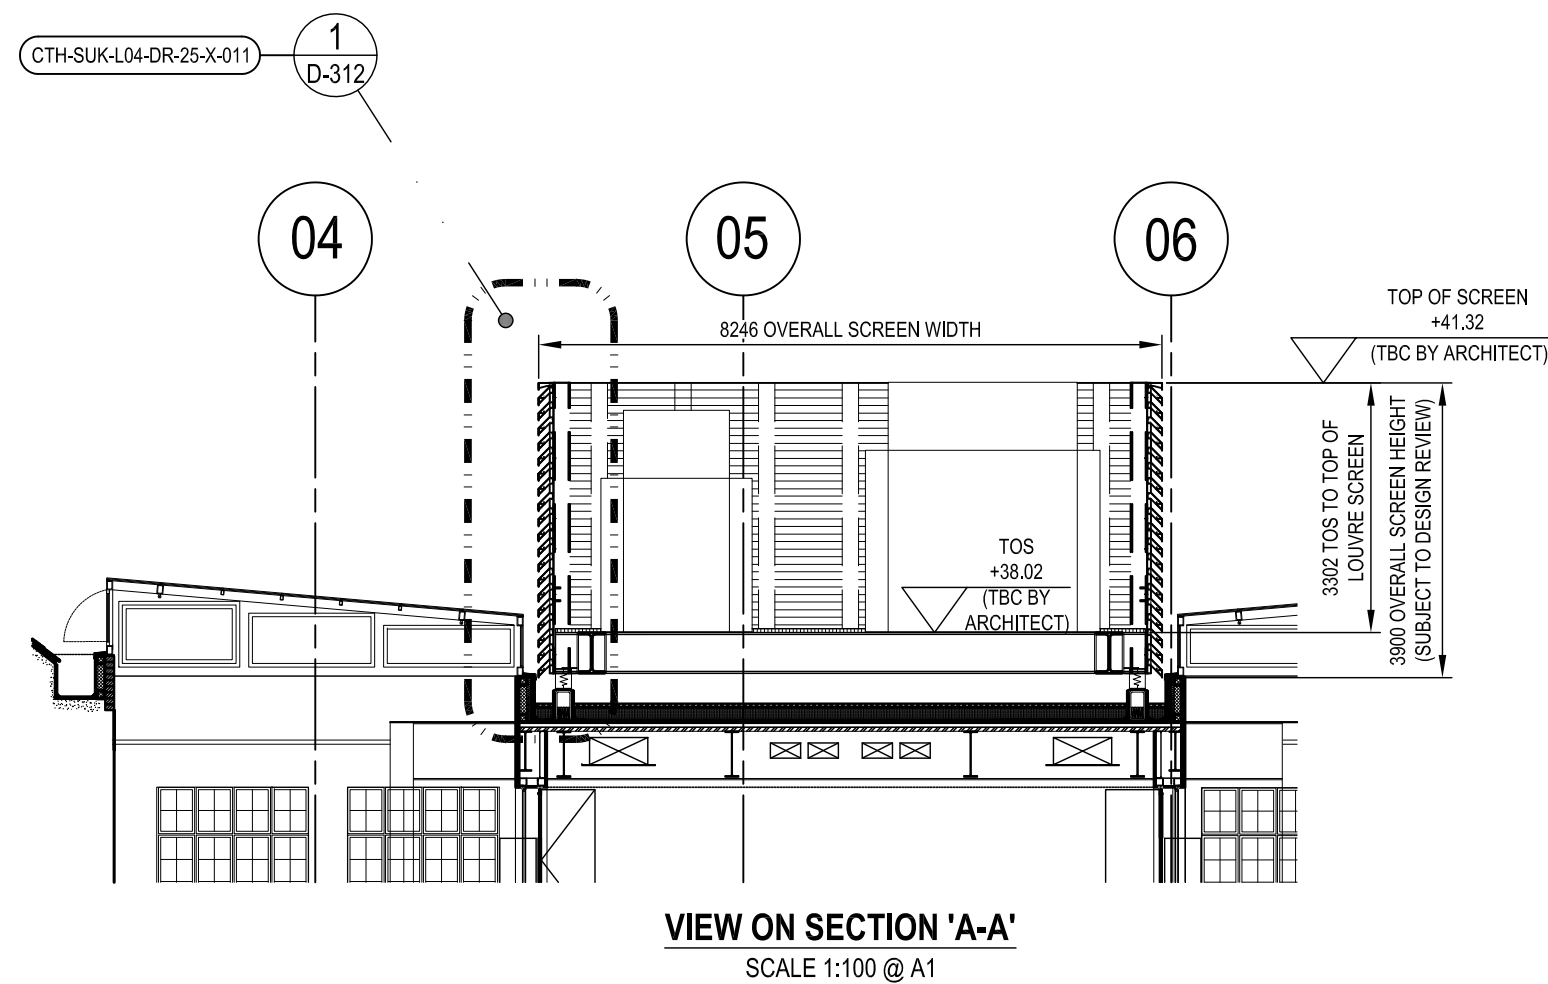 1
CTH-SUK-L04-DR-25-X-011
D-312
04
05
06
TOP OF SCREEN
+41.32
(TBC BY ARCHITECT)
8246 OVERALL SCREEN WIDTH
3302 TOS TO TOP OF
LOUVRE SCREEN
3900 OVERALL SCREEN HEIGHT
(SUBJECT TO DESIGN REVIEW)
TOS
+38.02
(TBC BY
ARCHITECT)
VIEW ON SECTION 'A-A'
SCALE 1:100 @ A1